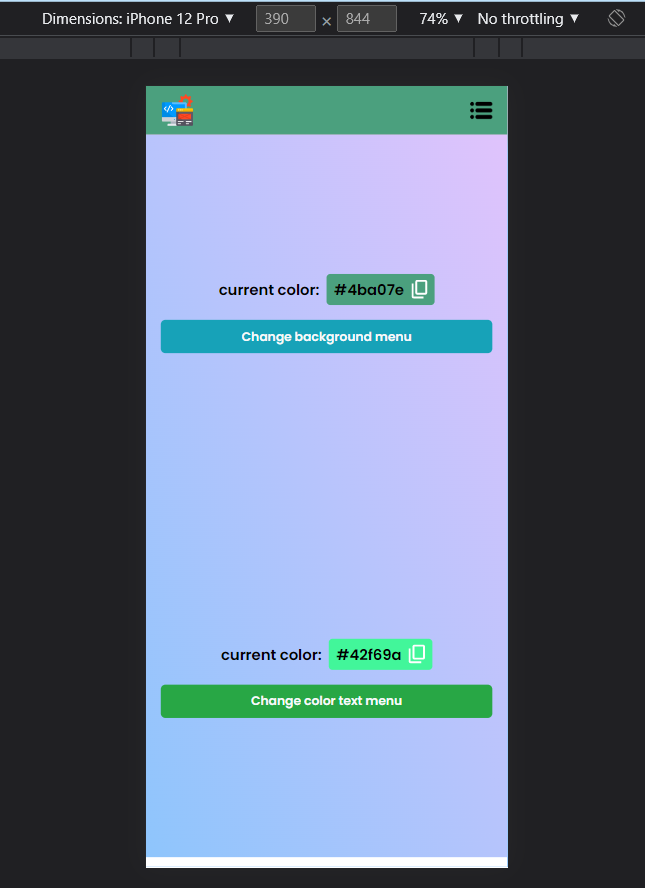 Dimensions: iPhone 12 Pro ▼ 390 × 844 74% ▼ No throttling ▼
</>
current color: #4ba07e
Change background menu
current color: #42f69a
Change color text menu